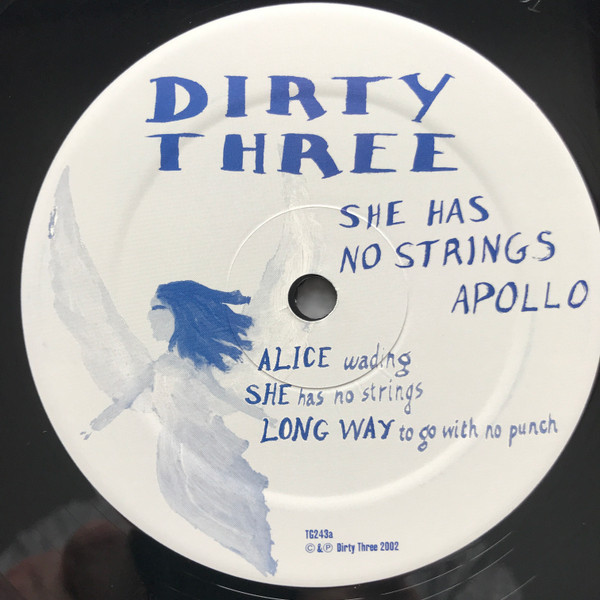 DIRTY
THREE
SHE HAS
NO STRINGS
APOLLO
ALICE wading
SHE has no strings
LONG WAY to go with no punch
TG243a
© & ℗ Dirty Three 2002